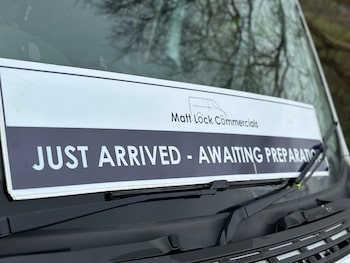 Matt Lock Commercials
JUST ARRIVED - AWAITING PREPARATION